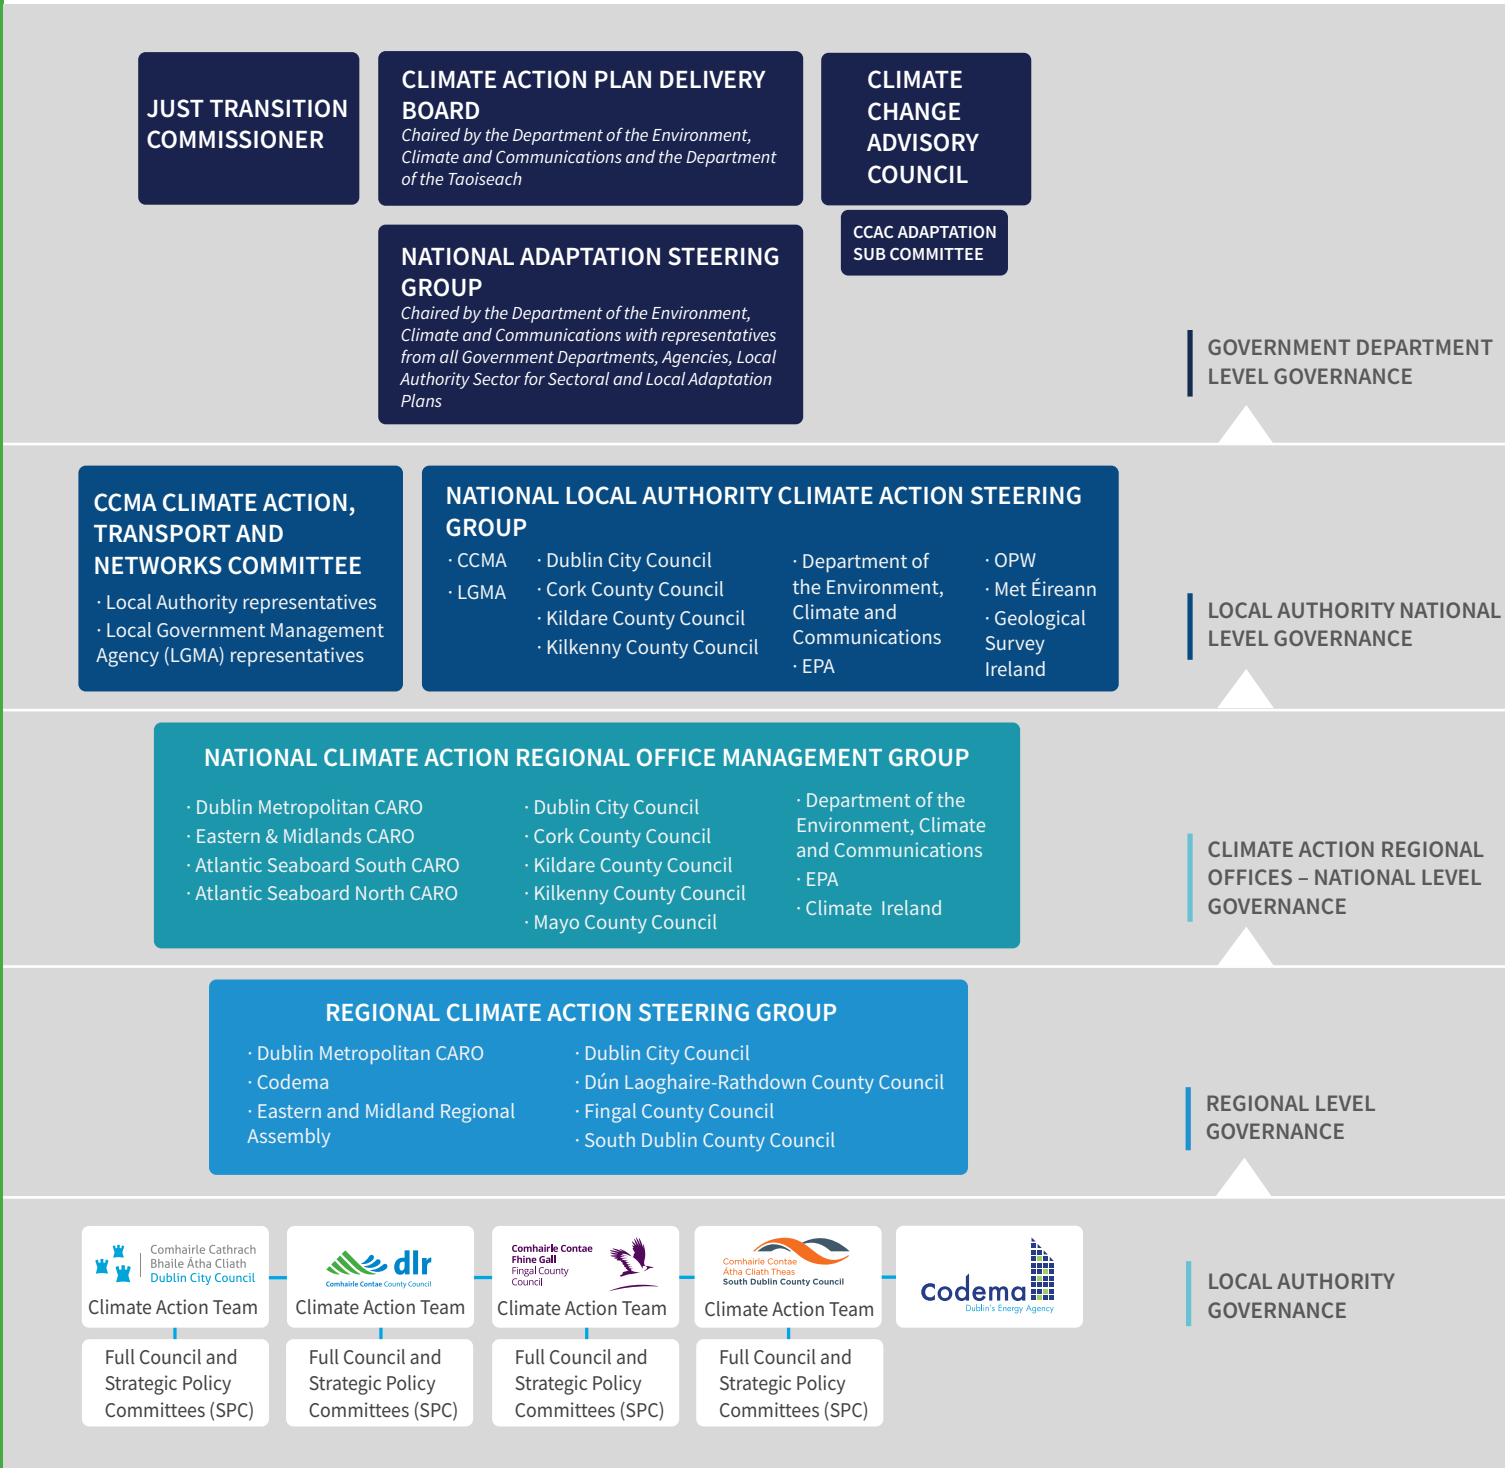 JUST TRANSITION
COMMISSIONER
CLIMATE ACTION PLAN DELIVERY
BOARD
Chaired by the Department of the Environment,
Climate and Communications and the Department
of the Taoiseach
CLIMATE
CHANGE
ADVISORY
COUNCIL
CCAC ADAPTATION
SUB COMMITTEE
NATIONAL ADAPTATION STEERING
GROUP
Chaired by the Department of the Environment,
Climate and Communications with representatives
from all Government Departments, Agencies, Local
Authority Sector for Sectoral and Local Adaptation
Plans
GOVERNMENT DEPARTMENT
LEVEL GOVERNANCE
CCMA CLIMATE ACTION,
TRANSPORT AND
NETWORKS COMMITTEE
· Local Authority representatives
· Local Government Management
Agency (LGMA) representatives
NATIONAL LOCAL AUTHORITY CLIMATE ACTION STEERING
GROUP
· CCMA
· LGMA
· Dublin City Council
· Cork County Council
· Kildare County Council
· Kilkenny County Council
· Department of
the Environment,
Climate and
Communications
· EPA
· OPW
· Met Éireann
· Geological
Survey
Ireland
LOCAL AUTHORITY NATIONAL
LEVEL GOVERNANCE
NATIONAL CLIMATE ACTION REGIONAL OFFICE MANAGEMENT GROUP
· Dublin Metropolitan CARO
· Eastern & Midlands CARO
· Atlantic Seaboard South CARO
· Atlantic Seaboard North CARO
· Dublin City Council
· Cork County Council
· Kildare County Council
· Kilkenny County Council
· Mayo County Council
· Department of the
Environment, Climate
and Communications
· EPA
· Climate Ireland
CLIMATE ACTION REGIONAL
OFFICES – NATIONAL LEVEL
GOVERNANCE
REGIONAL CLIMATE ACTION STEERING GROUP
· Dublin Metropolitan CARO
· Codema
· Eastern and Midland Regional
Assembly
· Dublin City Council
· Dún Laoghaire-Rathdown County Council
· Fingal County Council
· South Dublin County Council
REGIONAL LEVEL
GOVERNANCE
Comhairle Cathrach
Bhaile Átha Cliath
Dublin City Council
Climate Action Team
dlr
Comhairle Contae County Council
Climate Action Team
Comhairle Contae
Fhine Gall
Fingal County
Council
Climate Action Team
Comhairle Contae
Átha Cliath Theas
South Dublin County Council
Climate Action Team
Codema
Dublin's Energy Agency
LOCAL AUTHORITY
GOVERNANCE
Full Council and
Strategic Policy
Committees (SPC)
Full Council and
Strategic Policy
Committees (SPC)
Full Council and
Strategic Policy
Committees (SPC)
Full Council and
Strategic Policy
Committees (SPC)